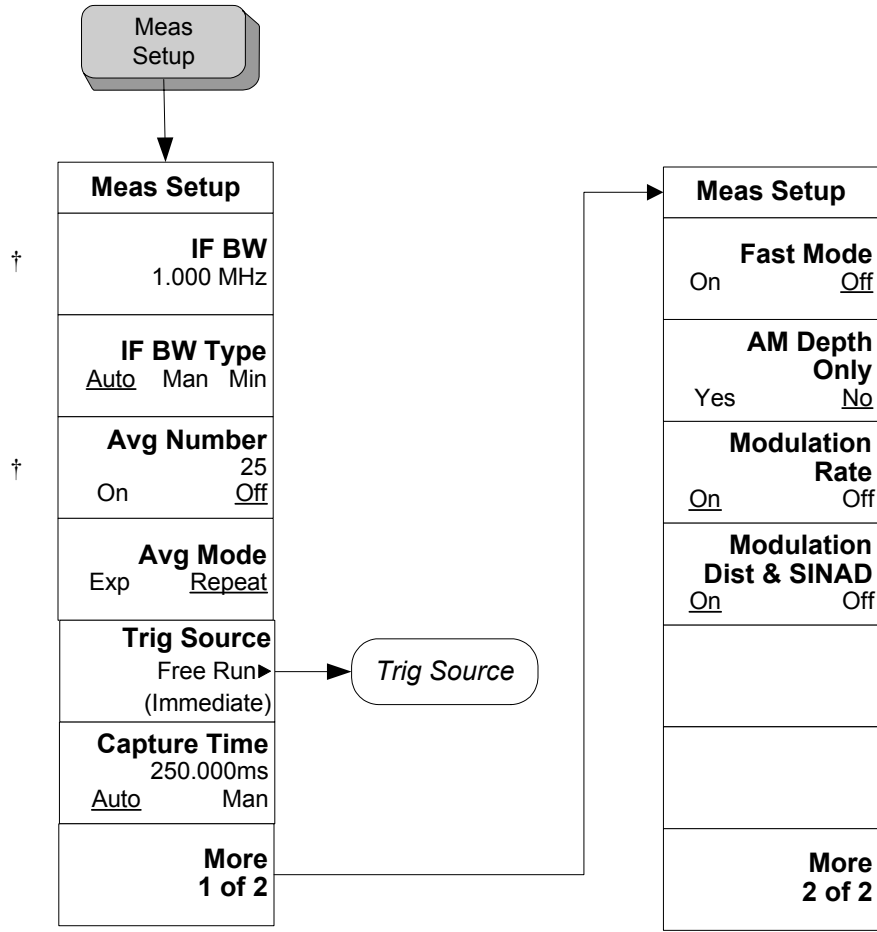 Meas
Setup
Meas Setup
†
IF BW
1.000 MHz
IF BW Type
Auto Man Min
†
Avg Number
25
On Off
Avg Mode
Exp Repeat
Trig Source
Free Run▶
(Immediate)
Trig Source
Capture Time
250.000ms
Auto Man
More
1 of 2
Meas Setup
Fast Mode
On Off
AM Depth
Only
Yes No
Modulation
Rate
On Off
Modulation
Dist & SINAD
On Off
More
2 of 2